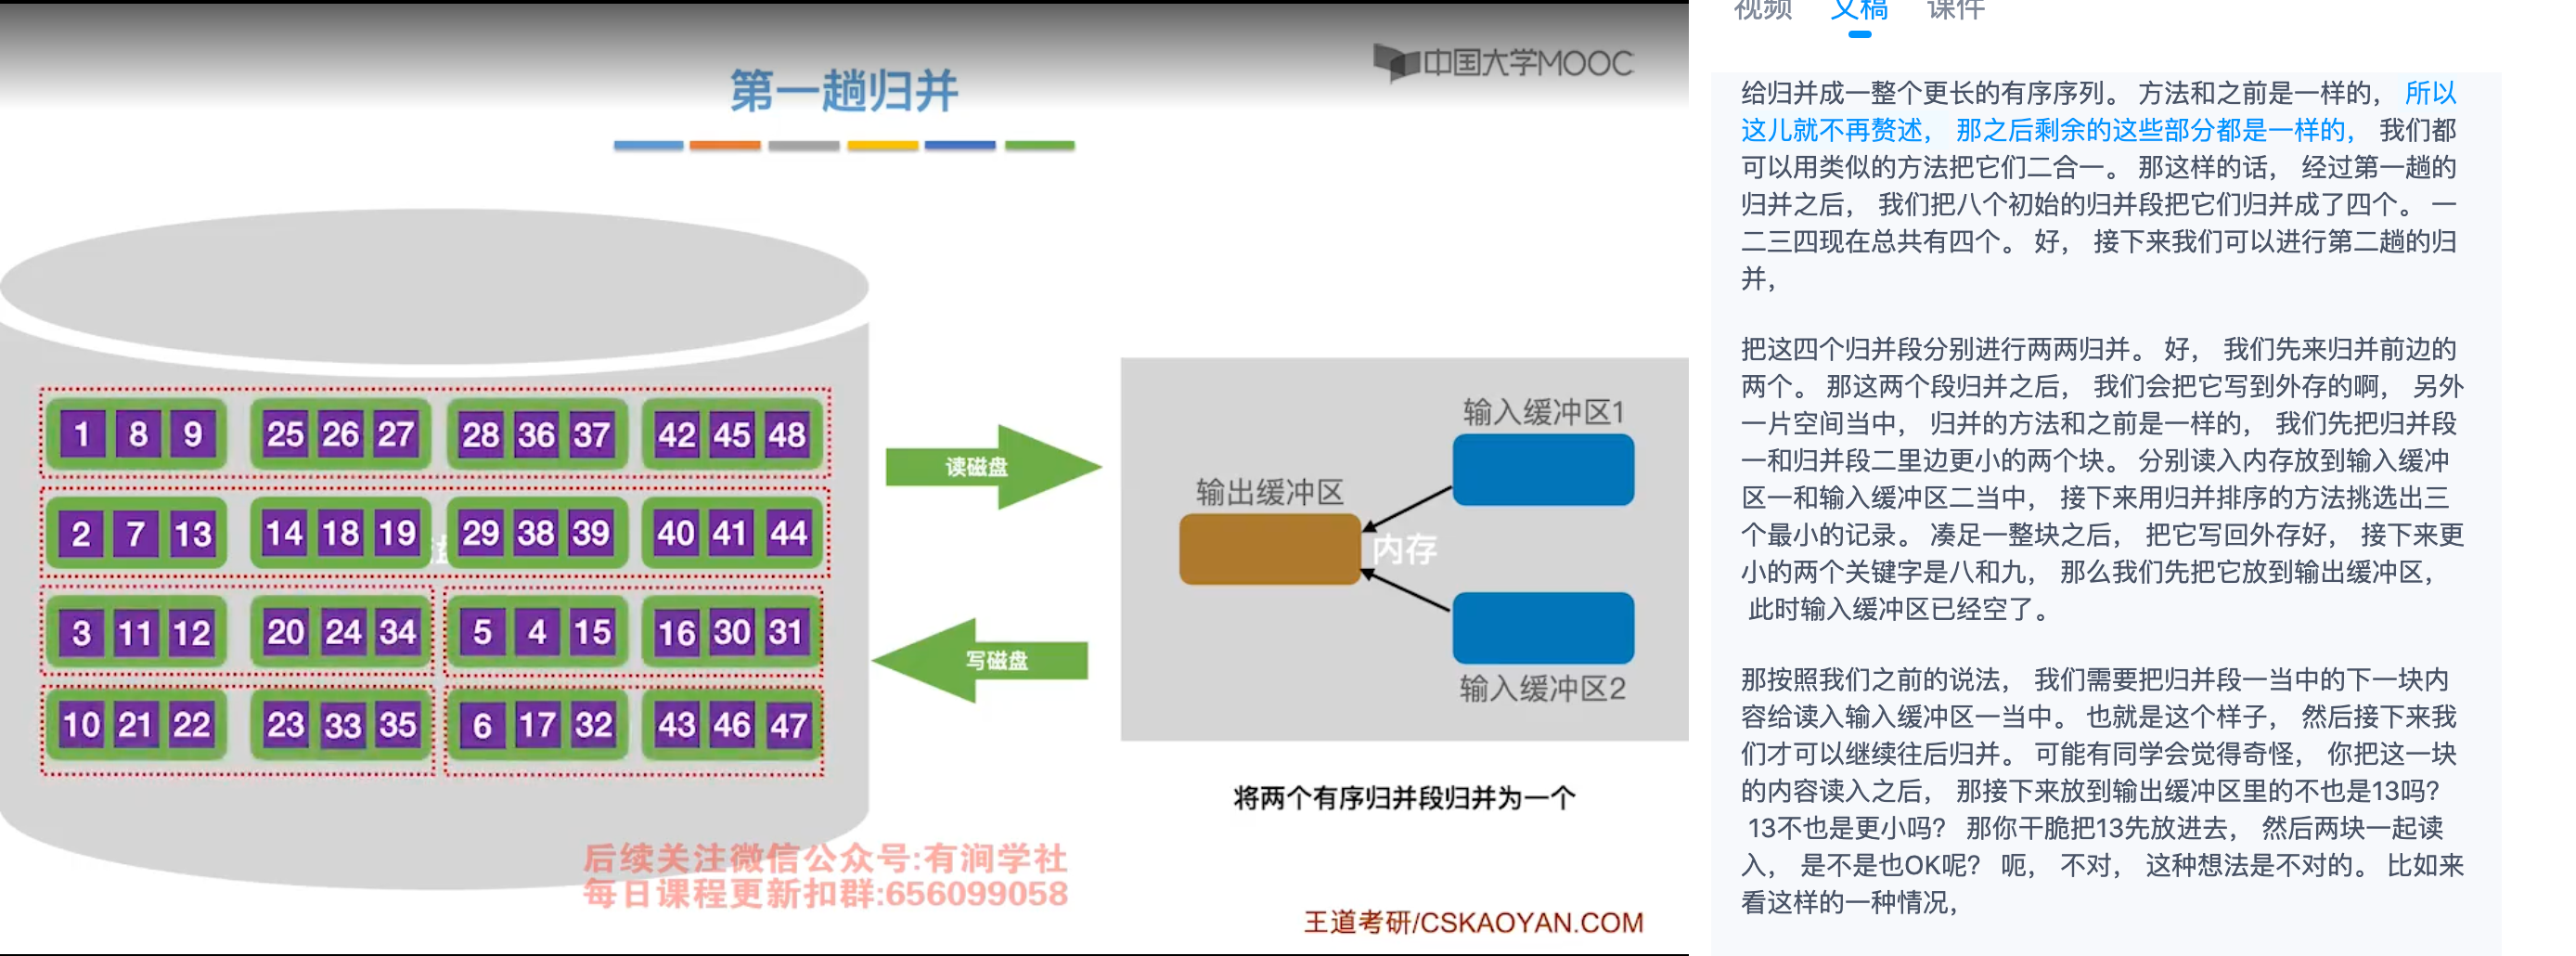 中国大学MOOC
第一趟归并
1 8 9 25 26 27 28 36 37 42 45 48
2 7 13 14 18 19 29 38 39 40 41 44
3 11 12 20 24 34 5 4 15 16 30 31
10 21 22 23 33 35 6 17 32 43 46 47
读磁盘
写磁盘
输入缓冲区1
输出缓冲区
内存
输入缓冲区2
将两个有序归并段归并为一个
后续关注微信公众号:有涧学社
每日课程更新扣群:656099058
王道考研/CSKAOYAN.COM
视频 文稿 课件
给归并成一整个更长的有序序列。 方法和之前是一样的, 所以
这儿就不再赘述, 那之后剩余的这些部分都是一样的, 我们都
可以用类似的方法把它们二合一。 那这样的话, 经过第一趟的
归并之后, 我们把八个初始的归并段把它们归并成了四个。 一
二三四现在总共有四个。 好, 接下来我们可以进行第二趟的归
并,
把这四个归并段分别进行两两归并。 好, 我们先来归并前边的
两个。 那这两个段归并之后, 我们会把它写到外存的啊, 另外
一片空间当中, 归并的方法和之前是一样的, 我们先把归并段
一和归并段二里边更小的两个块。 分别读入内存放到输入缓冲
区一和输入缓冲区二当中, 接下来用归并排序的方法挑选出三
个最小的记录。 凑足一整块之后, 把它写回外存好, 接下来更
小的两个关键字是八和九, 那么我们先把它放到输出缓冲区,
此时输入缓冲区已经空了。
那按照我们之前的说法, 我们需要把归并段一当中的下一块内
容给读入输入缓冲区一当中。 也就是这个样子, 然后接下来我
们才可以继续往后归并。 可能有同学会觉得奇怪, 你把这一块
的内容读入之后, 那接下来放到输出缓冲区里的不也是13吗?
13不也是更小吗? 那你干脆把13先放进去, 然后两块一起读
入, 是不是也OK呢? 呃, 不对, 这种想法是不对的。 比如来
看这样的一种情况,